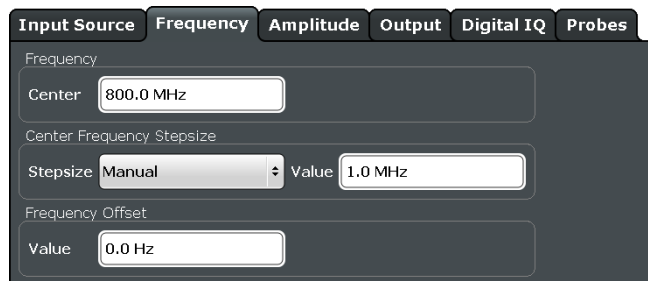 Input Source Frequency Amplitude Output Digital IQ Probes
Frequency
Center 800.0 MHz
Center Frequency Stepsize
Stepsize Manual Value 1.0 MHz
Frequency Offset
Value 0.0 Hz